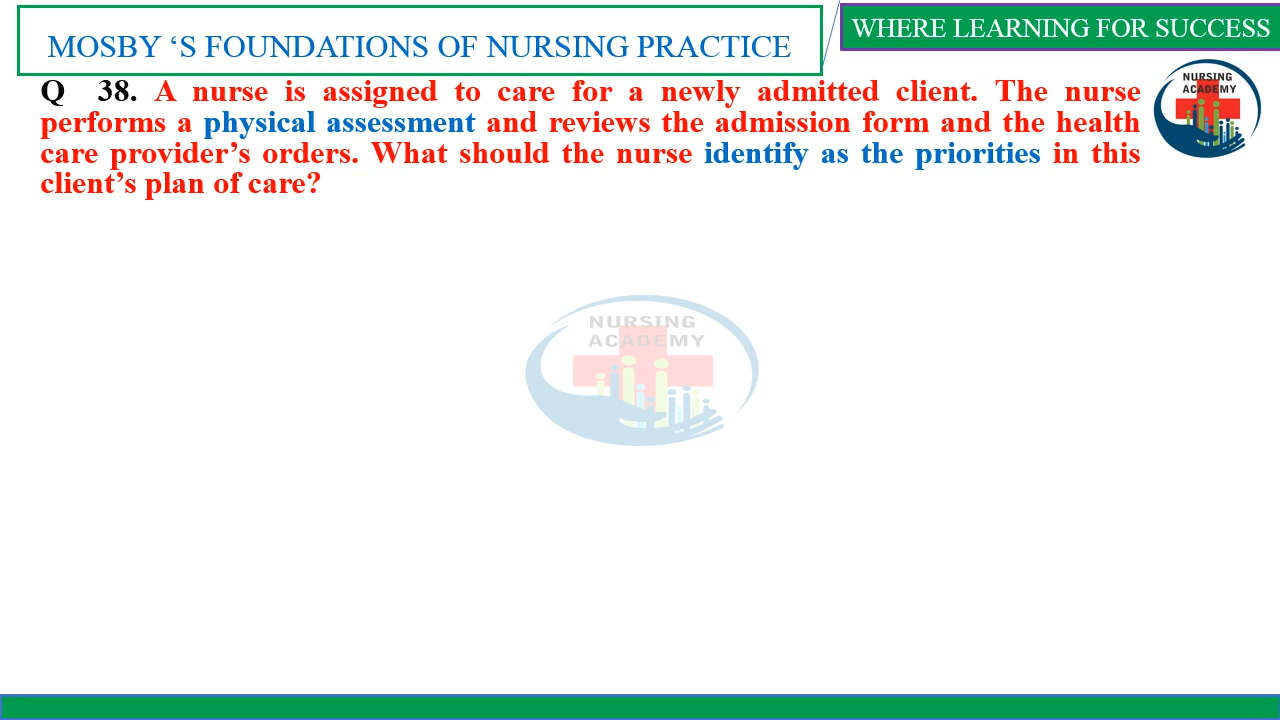 MOSBY ‘S FOUNDATIONS OF NURSING PRACTICE
WHERE LEARNING FOR SUCCESS
Q 38. A nurse is assigned to care for a newly admitted client. The nurse
performs a physical assessment and reviews the admission form and the health
care provider’s orders. What should the nurse identify as the priorities in this
client’s plan of care?
NURSING
ACADEMY
NURSING
ACADEMY